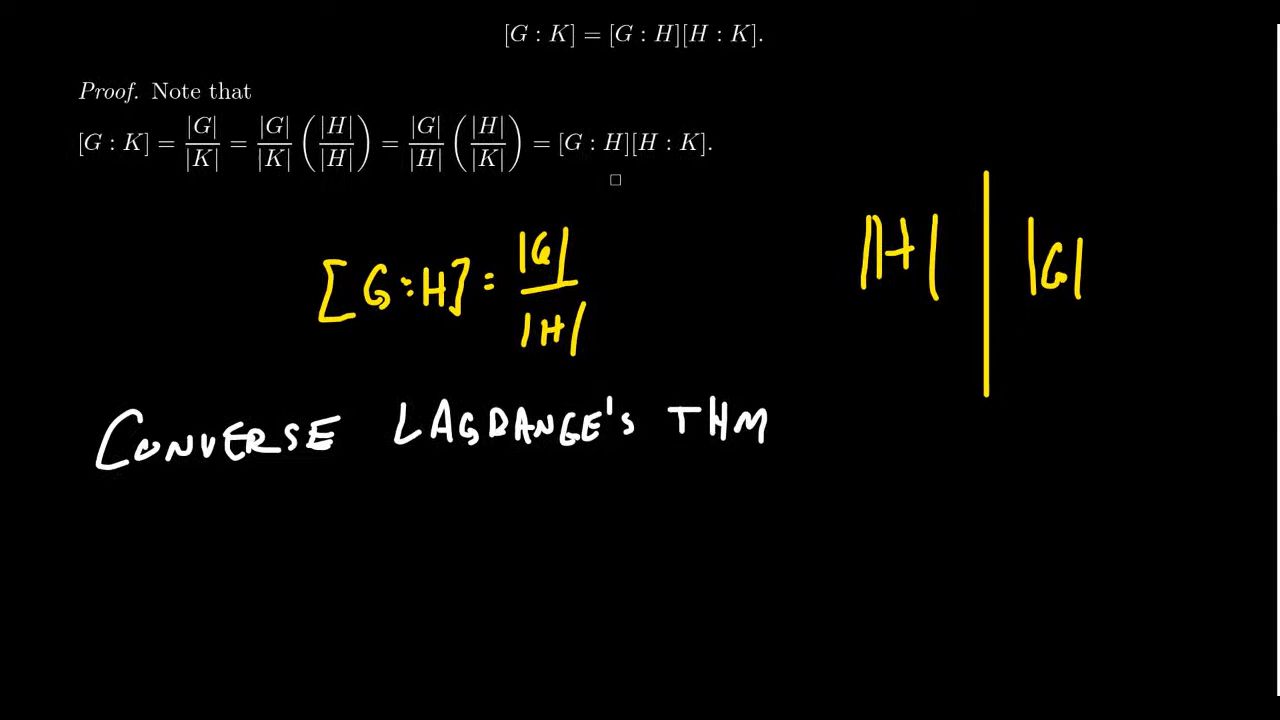 [G : K] = [G : H][H : K].
Proof. Note that
[G : K] = |G|/|K| = |G|/|K| (|H|/|H|) = |G|/|H| (|H|/|K|) = [G : H][H : K].
□
[G:H] = |G|/|H|
|H| | |G|
CONVERSE LAGRANGE'S THM